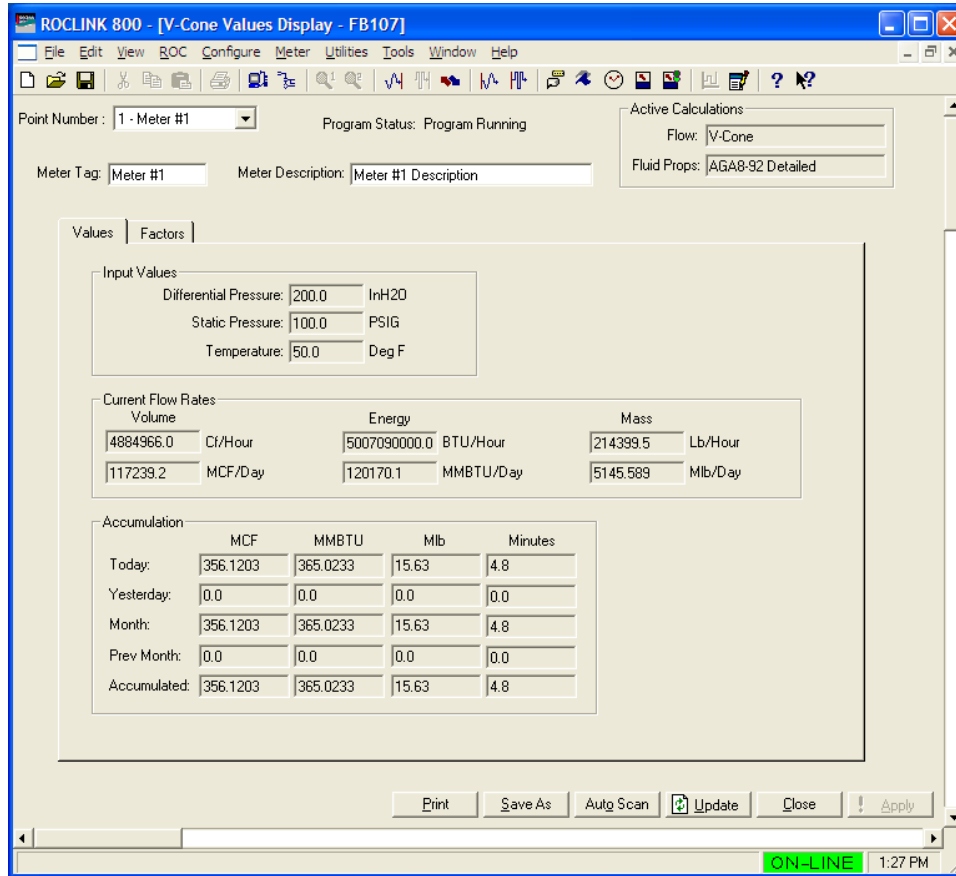 ROCLINK 800 - [V-Cone Values Display - FB107]
File Edit View ROC Configure Meter Utilities Tools Window Help
Point Number : 1 - Meter #1 Program Status: Program Running
Active Calculations
Flow: V-Cone
Fluid Props: AGA8-92 Detailed
Meter Tag: Meter #1 Meter Description: Meter #1 Description
Values Factors
Input Values
Differential Pressure: 200.0 InH2O
Static Pressure: 100.0 PSIG
Temperature: 50.0 Deg F
Current Flow Rates
Volume Energy Mass
4884966.0 Cf/Hour 5007090000.0 BTU/Hour 214399.5 Lb/Hour
117239.2 MCF/Day 120170.1 MMBTU/Day 5145.589 Mlb/Day
Accumulation
MCF MMBTU Mlb Minutes
Today: 356.1203 365.0233 15.63 4.8
Yesterday: 0.0 0.0 0.0 0.0
Month: 356.1203 365.0233 15.63 4.8
Prev Month: 0.0 0.0 0.0 0.0
Accumulated: 356.1203 365.0233 15.63 4.8
Print Save As Auto Scan Update Close ! Apply
ON-LINE 1:27 PM